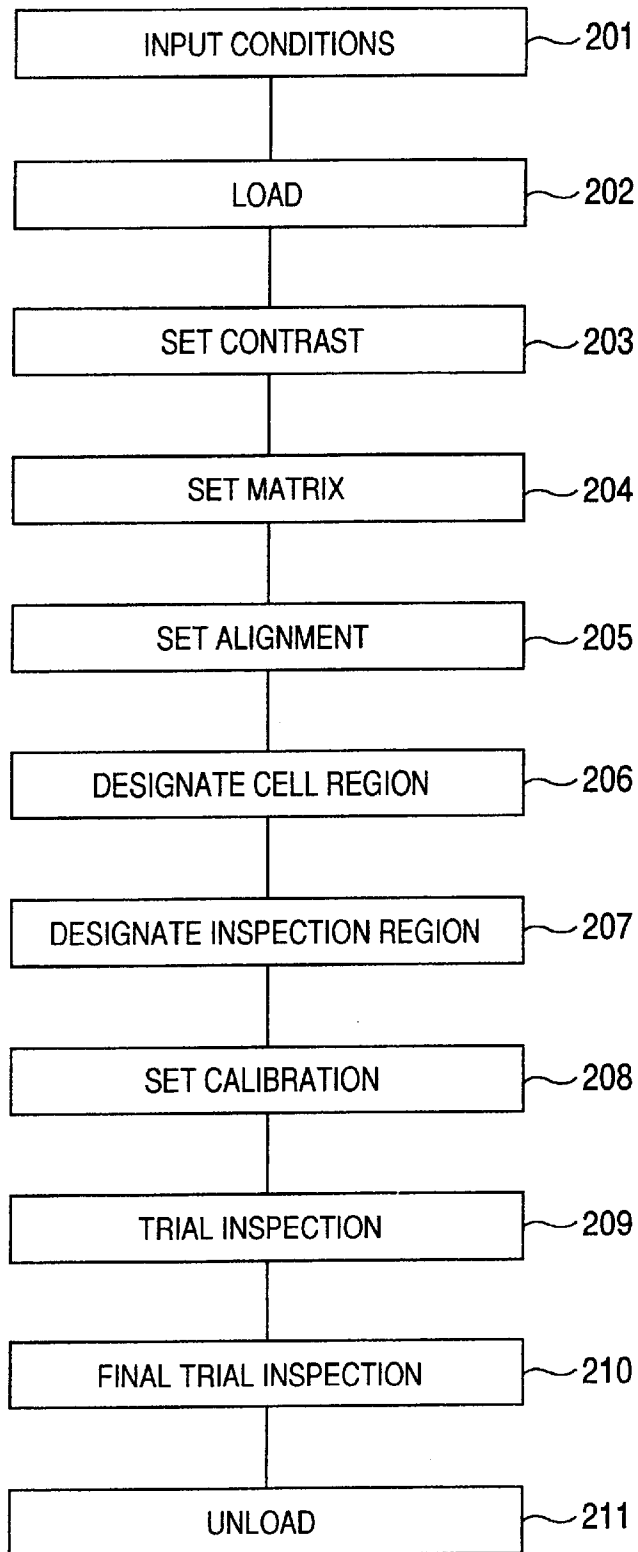 INPUT CONDITIONS 201
LOAD 202
SET CONTRAST 203
SET MATRIX 204
SET ALIGNMENT 205
DESIGNATE CELL REGION 206
DESIGNATE INSPECTION REGION 207
SET CALIBRATION 208
TRIAL INSPECTION 209
FINAL TRIAL INSPECTION 210
UNLOAD 211